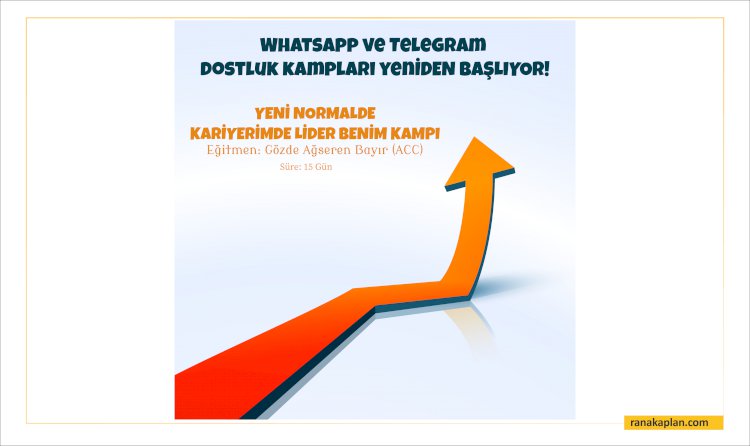 WHATSAPP VE TELEGRAM
DOSTLUK KAMPLARI YENİDEN BAŞLIYOR!
YENİ NORMALDE
KARİYERİMDE LİDER BENİM KAMPI
Eğitmen: Gözde Ağseren Bayır (ACC)
Süre: 15 Gün
ranakaplan.com